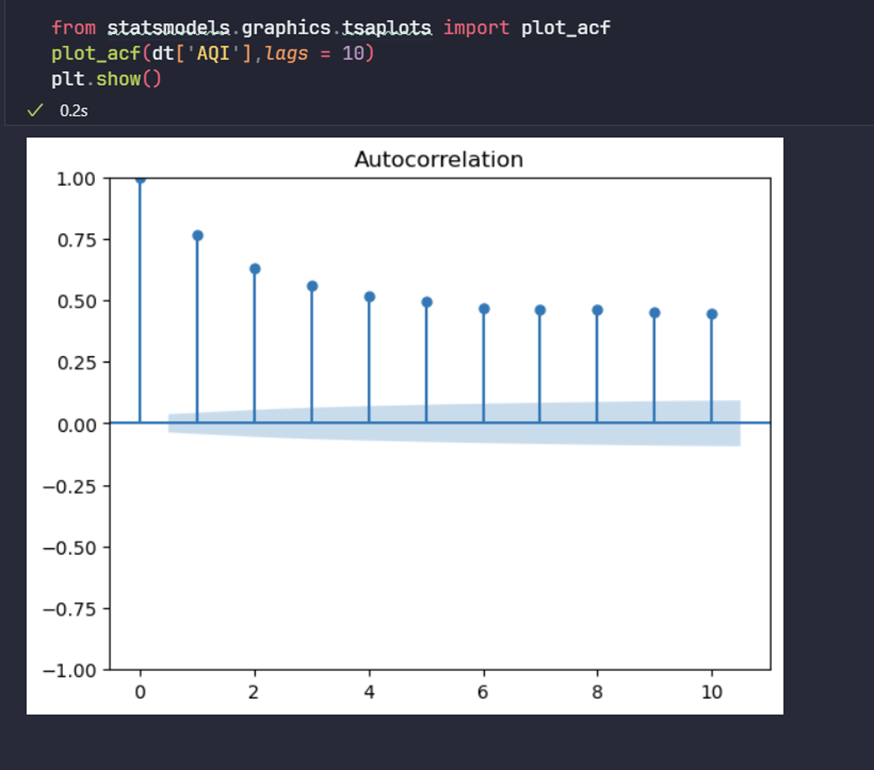 from statsmodels.graphics.tsaplots import plot_acf
plot_acf(dt['AQI'],lags = 10)
plt.show()
✓ 0.2s
Autocorrelation
1.00
0.75
0.50
0.25
0.00
−0.25
−0.50
−0.75
−1.00
0 2 4 6 8 10